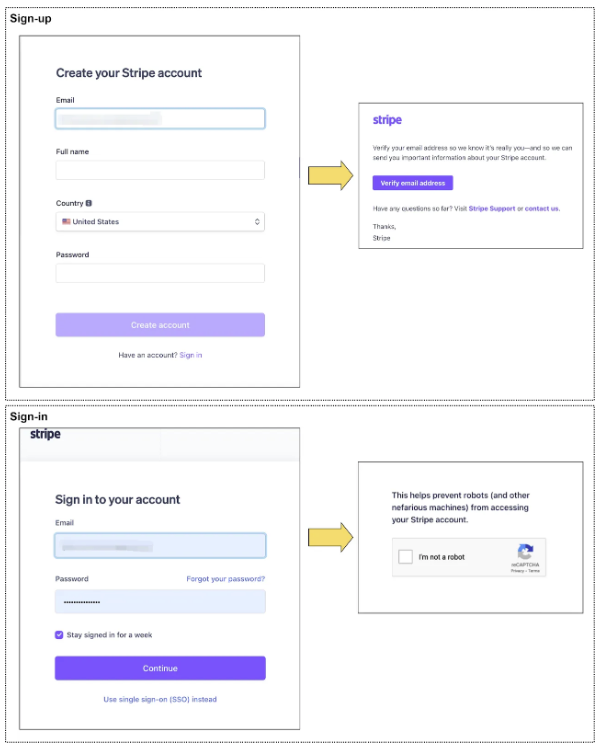 Sign-up
Create your Stripe account
Email
Full name
Country
United States
Password
Create account
Have an account? Sign in
stripe
Verify your email address so we know it's really you—and so we can
send you important information about your Stripe account.
Verify email address
Have any questions so far? Visit Stripe Support or contact us.
Thanks,
Stripe
Sign-in
stripe
Sign in to your account
Email
Password Forgot your password?
Stay signed in for a week
Continue
Use single sign-on (SSO) instead
This helps prevent robots (and other
nefarious machines) from accessing
your Stripe account.
I'm not a robot
reCAPTCHA
Privacy - Terms